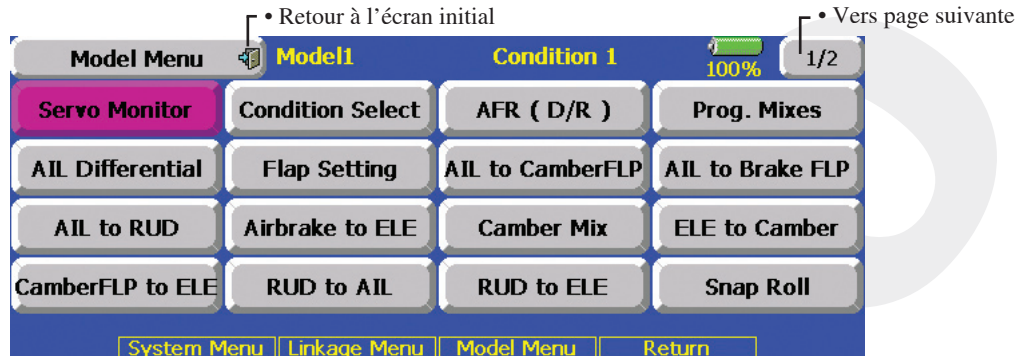 • Retour à l'écran initial
• Vers page suivante
Model Menu Model1 Condition 1 100% 1/2
Servo Monitor Condition Select AFR ( D/R ) Prog. Mixes
AIL Differential Flap Setting AIL to CamberFLP AIL to Brake FLP
AIL to RUD Airbrake to ELE Camber Mix ELE to Camber
CamberFLP to ELE RUD to AIL RUD to ELE Snap Roll
System Menu Linkage Menu Model Menu Return